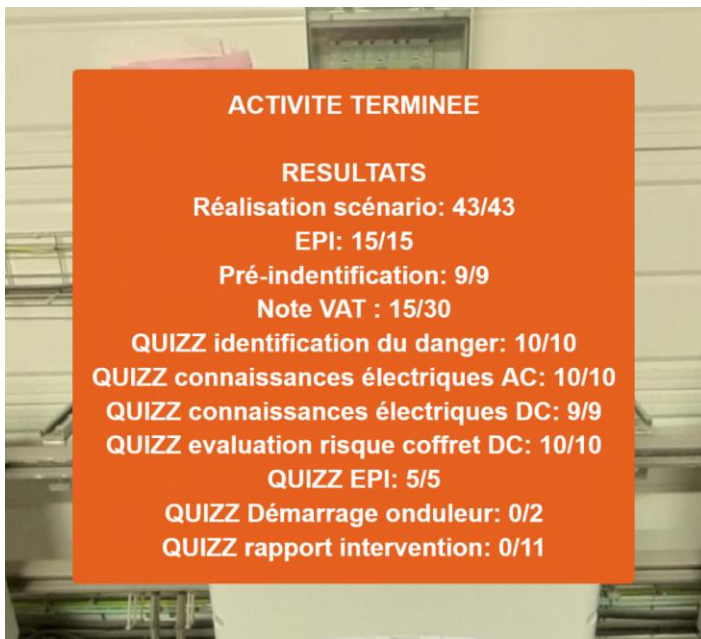 ACTIVITE TERMINEE
RESULTATS
Réalisation scénario: 43/43
EPI: 15/15
Pré-indentification: 9/9
Note VAT : 15/30
QUIZZ identification du danger: 10/10
QUIZZ connaissances électriques AC: 10/10
QUIZZ connaissances électriques DC: 9/9
QUIZZ evaluation risque coffret DC: 10/10
QUIZZ EPI: 5/5
QUIZZ Démarrage onduleur: 0/2
QUIZZ rapport intervention: 0/11